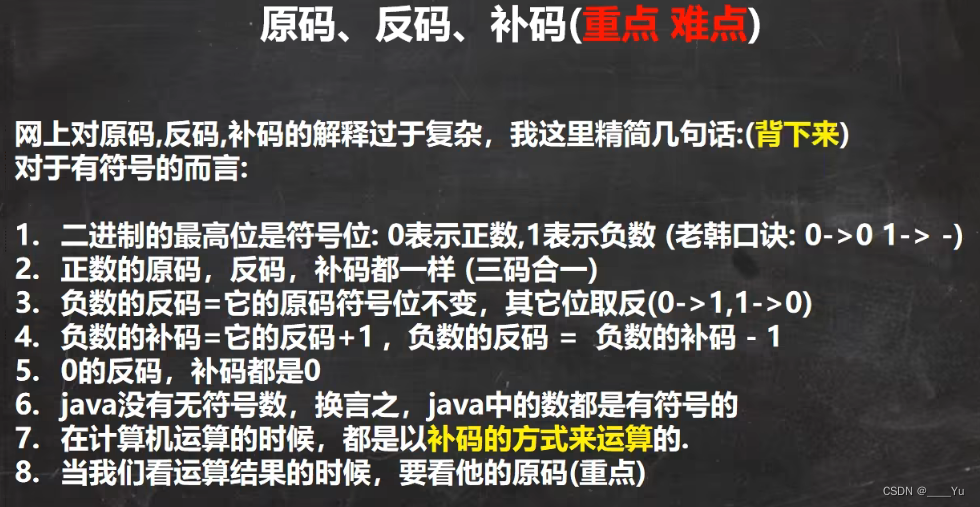 原码、反码、补码(重点 难点)
网上对原码,反码,补码的解释过于复杂，我这里精简几句话:(背下来)
对于有符号的而言:
1. 二进制的最高位是符号位: 0表示正数,1表示负数 (老韩口诀: 0->0 1-> -)
2. 正数的原码，反码，补码都一样 (三码合一)
3. 负数的反码=它的原码符号位不变，其它位取反(0->1,1->0)
4. 负数的补码=它的反码+1 ，负数的反码 = 负数的补码 - 1
5. 0的反码，补码都是0
6. java没有无符号数，换言之，java中的数都是有符号的
7. 在计算机运算的时候，都是以补码的方式来运算的.
8. 当我们看运算结果的时候，要看他的原码(重点)
CSDN @____Yu